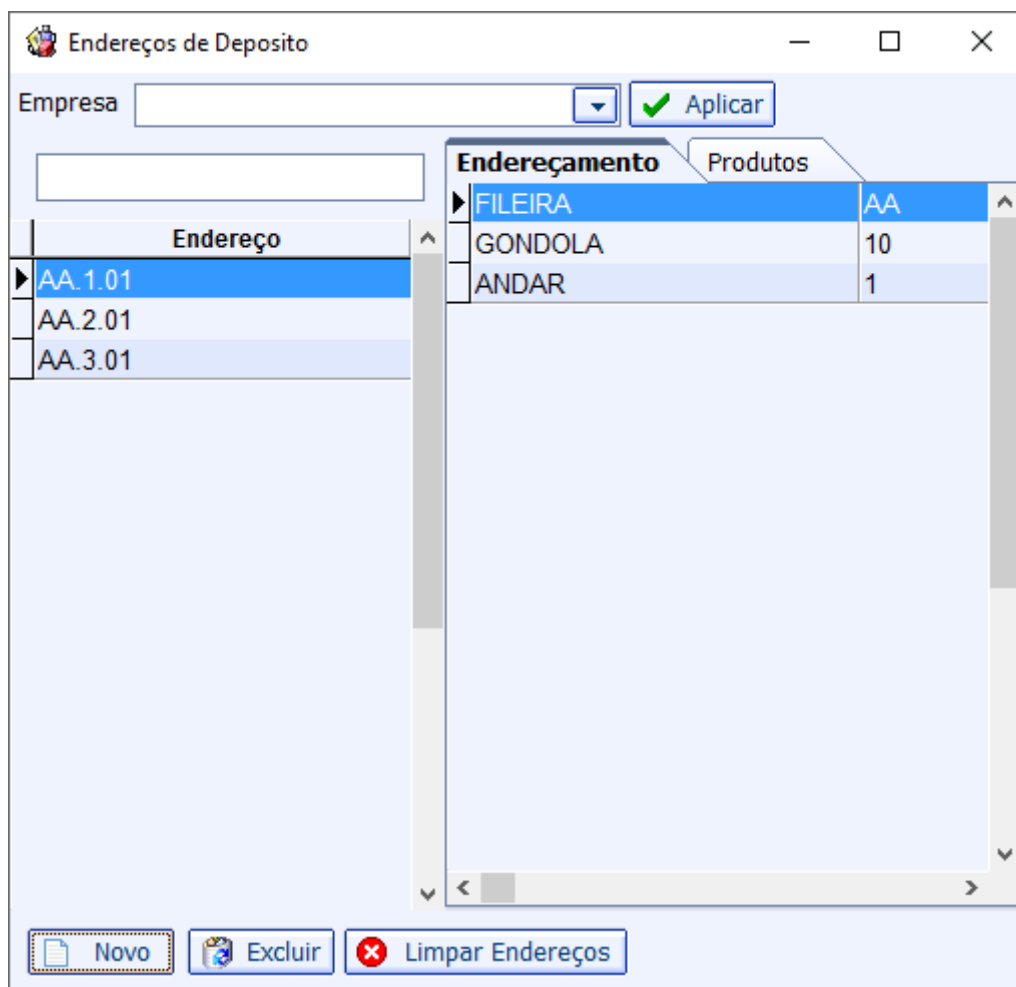 Endereços de Deposito
Empresa Aplicar
Endereçamento Produtos
FILEIRA AA
Endereço
GONDOLA 10
AA.1.01
ANDAR 1
AA.2.01
AA.3.01
Novo Excluir Limpar Endereços